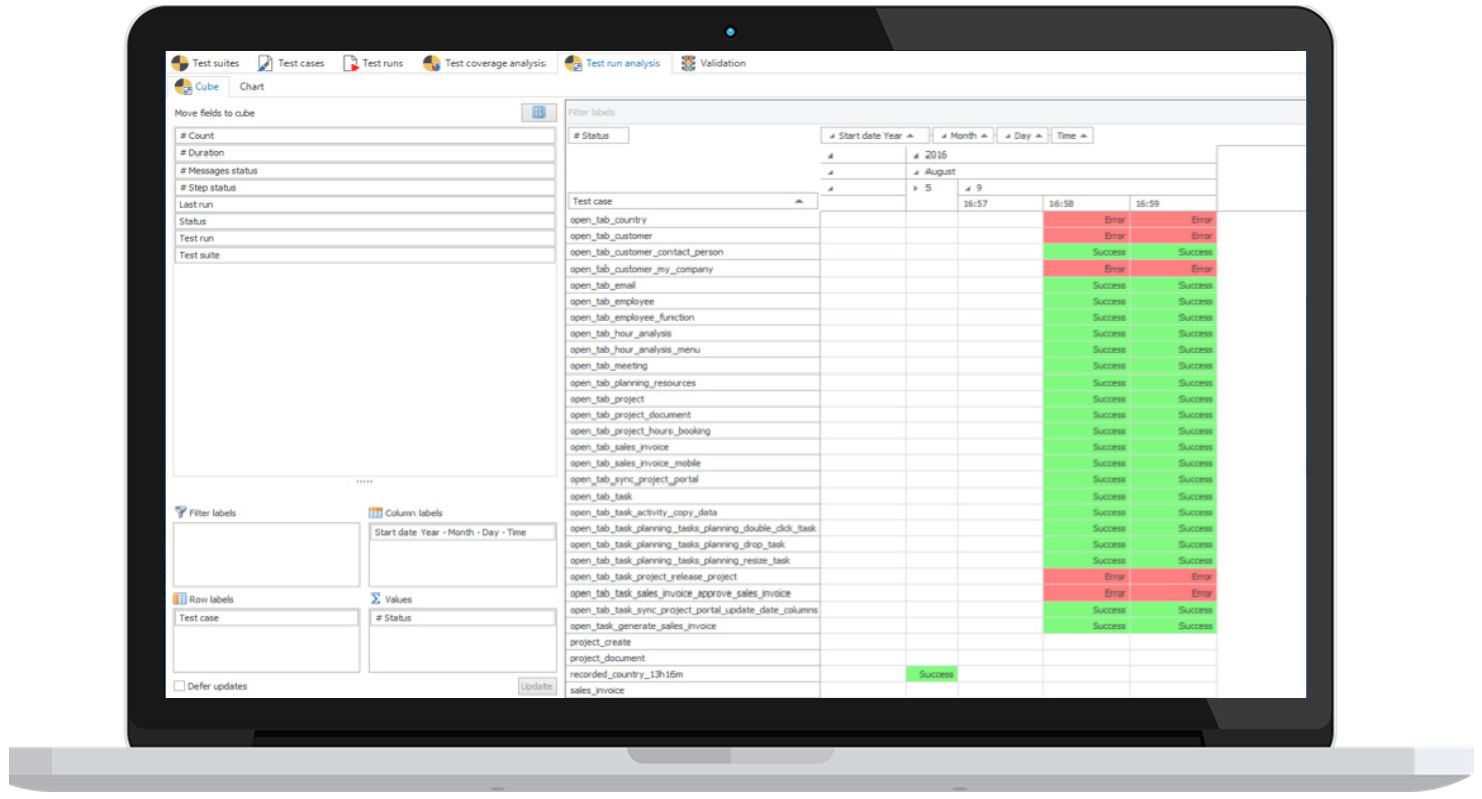 Test suites Test cases Test runs Test coverage analysis Test run analysis Validation
Cube Chart
Move fields to cube
# Count
# Duration
# Messages status
# Step status
Last run
Status
Test run
Test suite
Filter labels
Column labels
Start date Year - Month - Day - Time
Row labels
Test case
Values
# Status
Defer updates
Update
Filter labels
# Status
Start date Year Month Day Time
2016
August
5 9
Test case
16:57 16:58 16:59
open_tab_country Error Error
open_tab_customer Error Error
open_tab_customer_contact_person Success Success
open_tab_customer_my_company Error Error
open_tab_email Success Success
open_tab_employee Success Success
open_tab_employee_function Success Success
open_tab_hour_analysis Success Success
open_tab_hour_analysis_menu Success Success
open_tab_meeting Success Success
open_tab_planning_resources Success Success
open_tab_project Success Success
open_tab_project_document Success Success
open_tab_project_hours_booking Success Success
open_tab_sales_invoice Success Success
open_tab_sales_invoice_mobile Success Success
open_tab_sync_project_portal Success Success
open_tab_task Success Success
open_tab_task_activity_copy_data Success Success
open_tab_task_planning_tasks_planning_double_click_task Success Success
open_tab_task_planning_tasks_planning_drop_task Success Success
open_tab_task_planning_tasks_planning_resize_task Success Success
open_tab_task_project_release_project Error Error
open_tab_task_sales_invoice_approve_sales_invoice Error Error
open_tab_task_sync_project_portal_update_date_columns Success Success
open_task_generate_sales_invoice Success Success
project_create
project_document
recorded_country_13h16m Success
sales_invoice